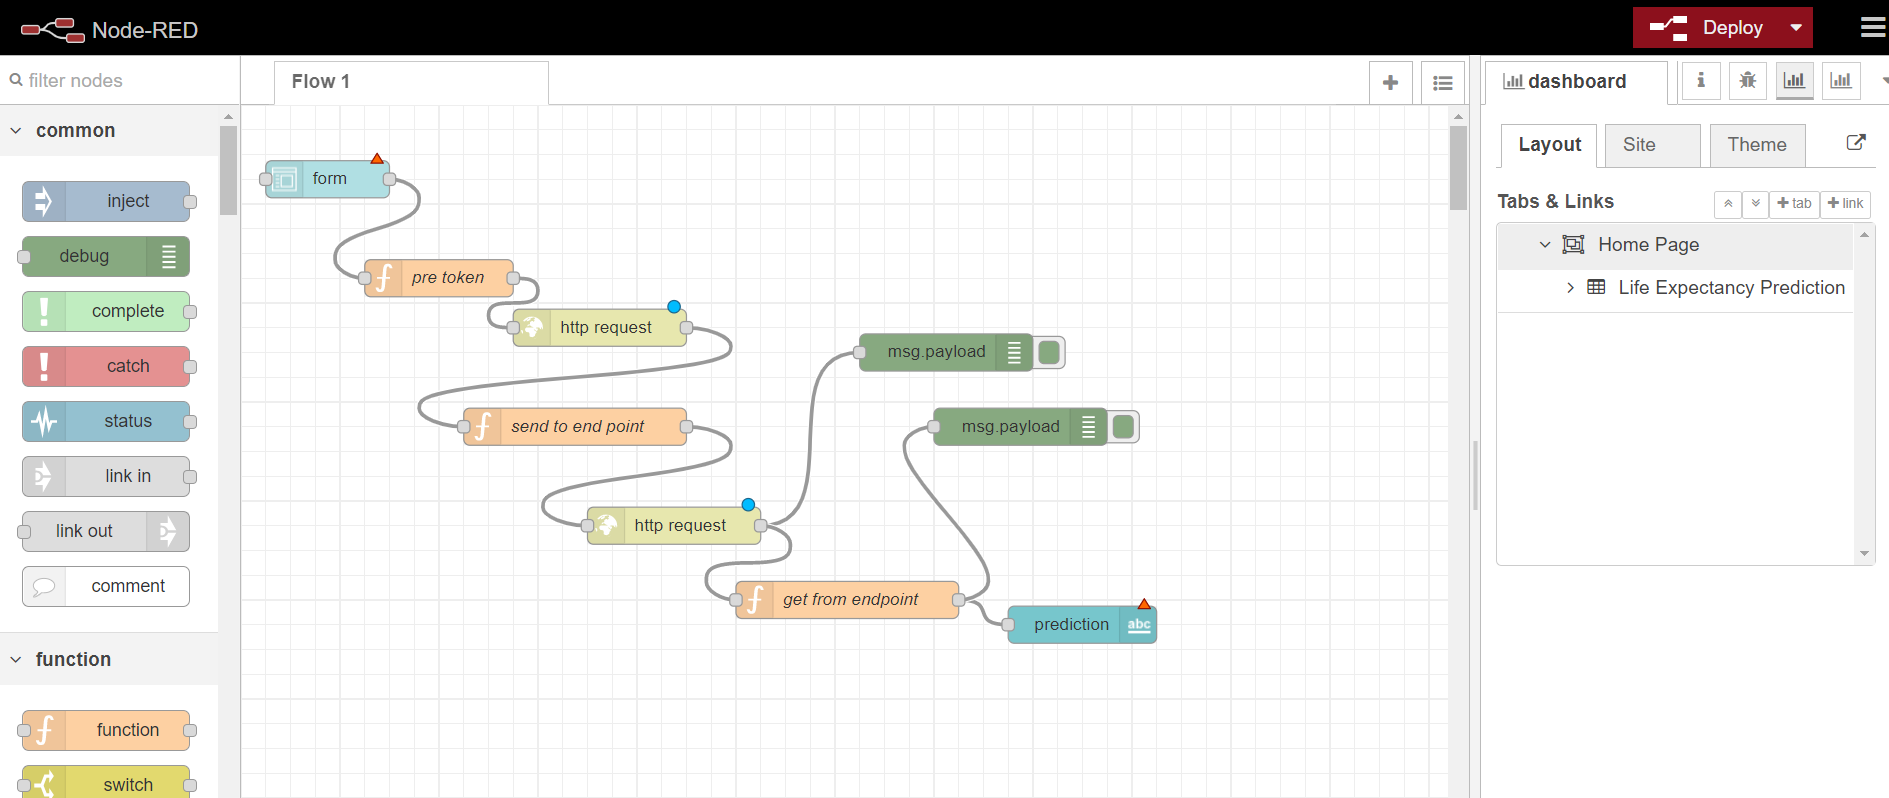 Node-RED
Deploy
filter nodes
Flow 1
dashboard
i
common
inject
debug
complete
catch
status
link in
link out
comment
function
function
switch
form
pre token
http request
msg.payload
send to end point
msg.payload
http request
get from endpoint
prediction
abc
Layout
Site
Theme
Tabs & Links
+ tab
+ link
Home Page
Life Expectancy Prediction